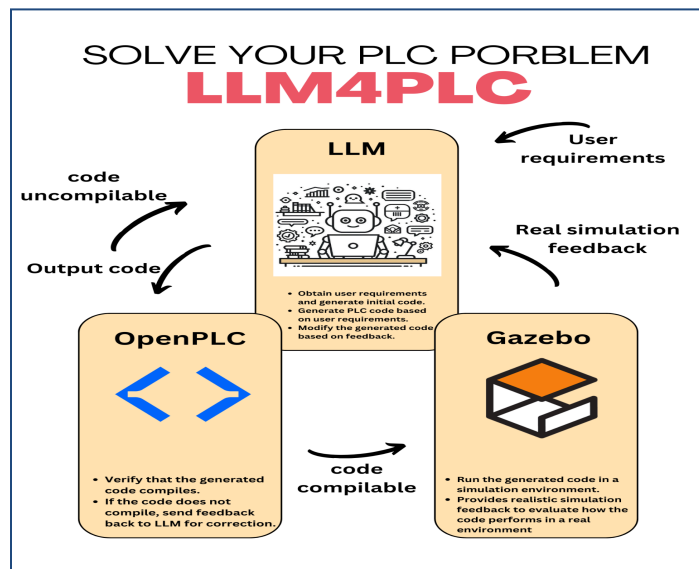 SOLVE YOUR PLC PORBLEM
LLM4PLC
LLM
User
requirements
code
uncompilable
Real simulation
feedback
Output code
• Obtain user requirements
and generate initial code.
• Generate PLC code based
on user requirements.
• Modify the generated code
based on feedback.
OpenPLC
• Verify that the generated
code compiles.
• If the code does not
compile, send feedback
back to LLM for correction.
code
compilable
Gazebo
• Run the generated code in a
simulation environment.
• Provides realistic simulation
feedback to evaluate how the
code performs in a real
environment